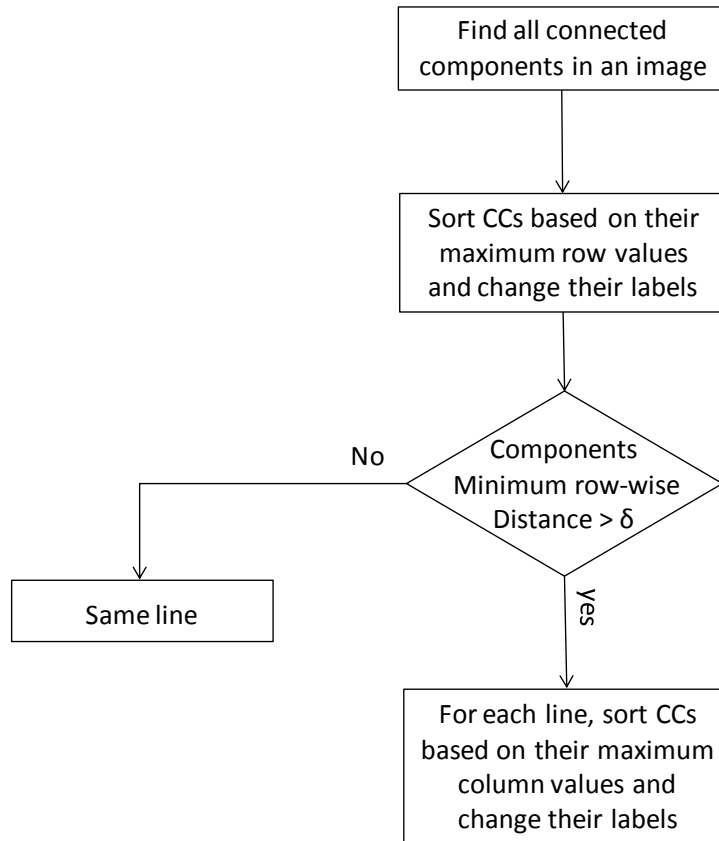 Find all connected
components in an image
Sort CCs based on their
maximum row values
and change their labels
Components
Minimum row-wise
Distance > δ
No
Same line
yes
For each line, sort CCs
based on their maximum
column values and
change their labels